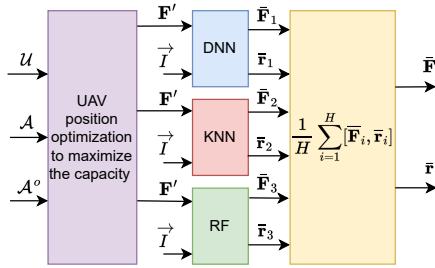 𝒰
𝒜
𝒜ᵒ
UAV
position
optimization
to maximize
the capacity
F′
I⃗
F′
I⃗
F′
I⃗
DNN
KNN
RF
F̄₁
r̄₁
F̄₂
r̄₂
F̄₃
r̄₃
1/H ∑ᵢ₌₁ᴴ [F̄ᵢ, r̄ᵢ]
F̄
r̄